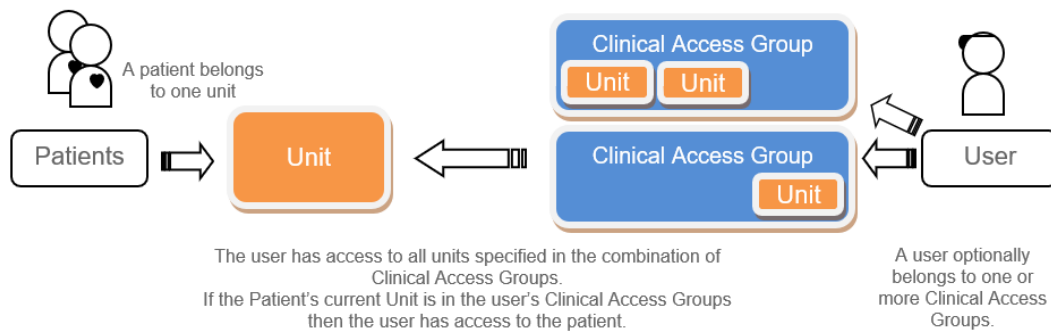 A patient belongs
to one unit
Patients
Unit
Clinical Access Group
Unit
Unit
Clinical Access Group
Unit
User
The user has access to all units specified in the combination of
Clinical Access Groups.
If the Patient's current Unit is in the user's Clinical Access Groups
then the user has access to the patient.
A user optionally
belongs to one or
more Clinical Access
Groups.